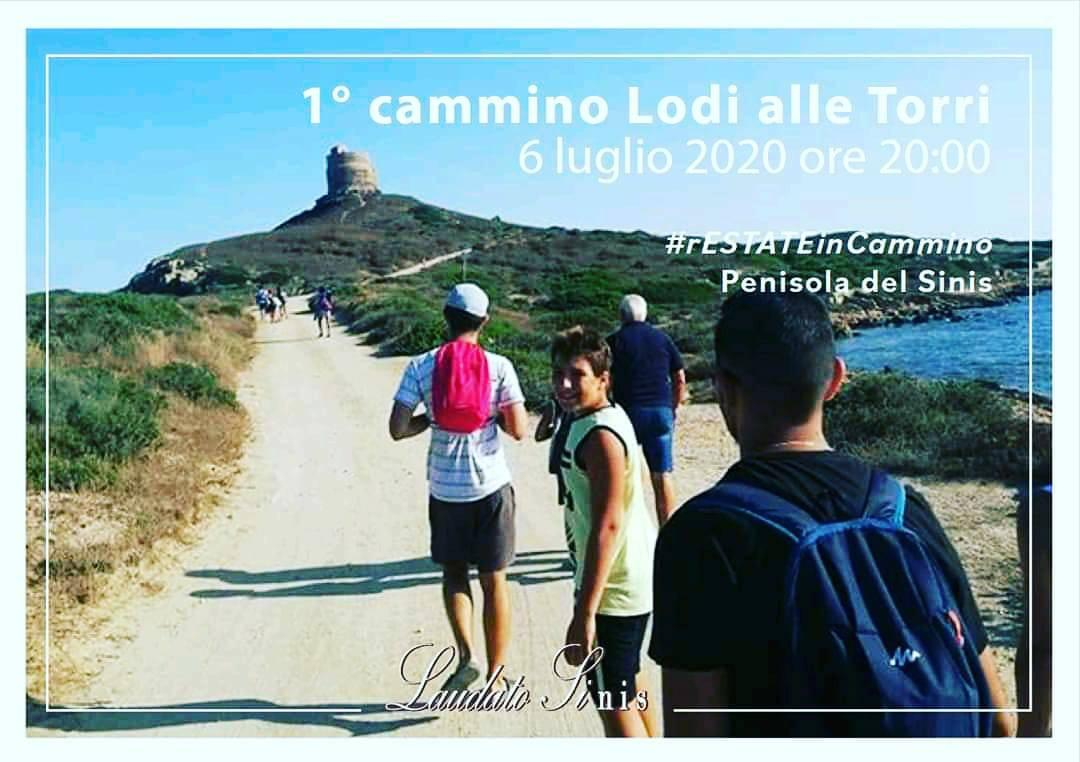 1° cammino Lodi alle Torri
6 luglio 2020 ore 20:00
#rESTATEinCammino
Penisola del Sinis
Laudato Sinis